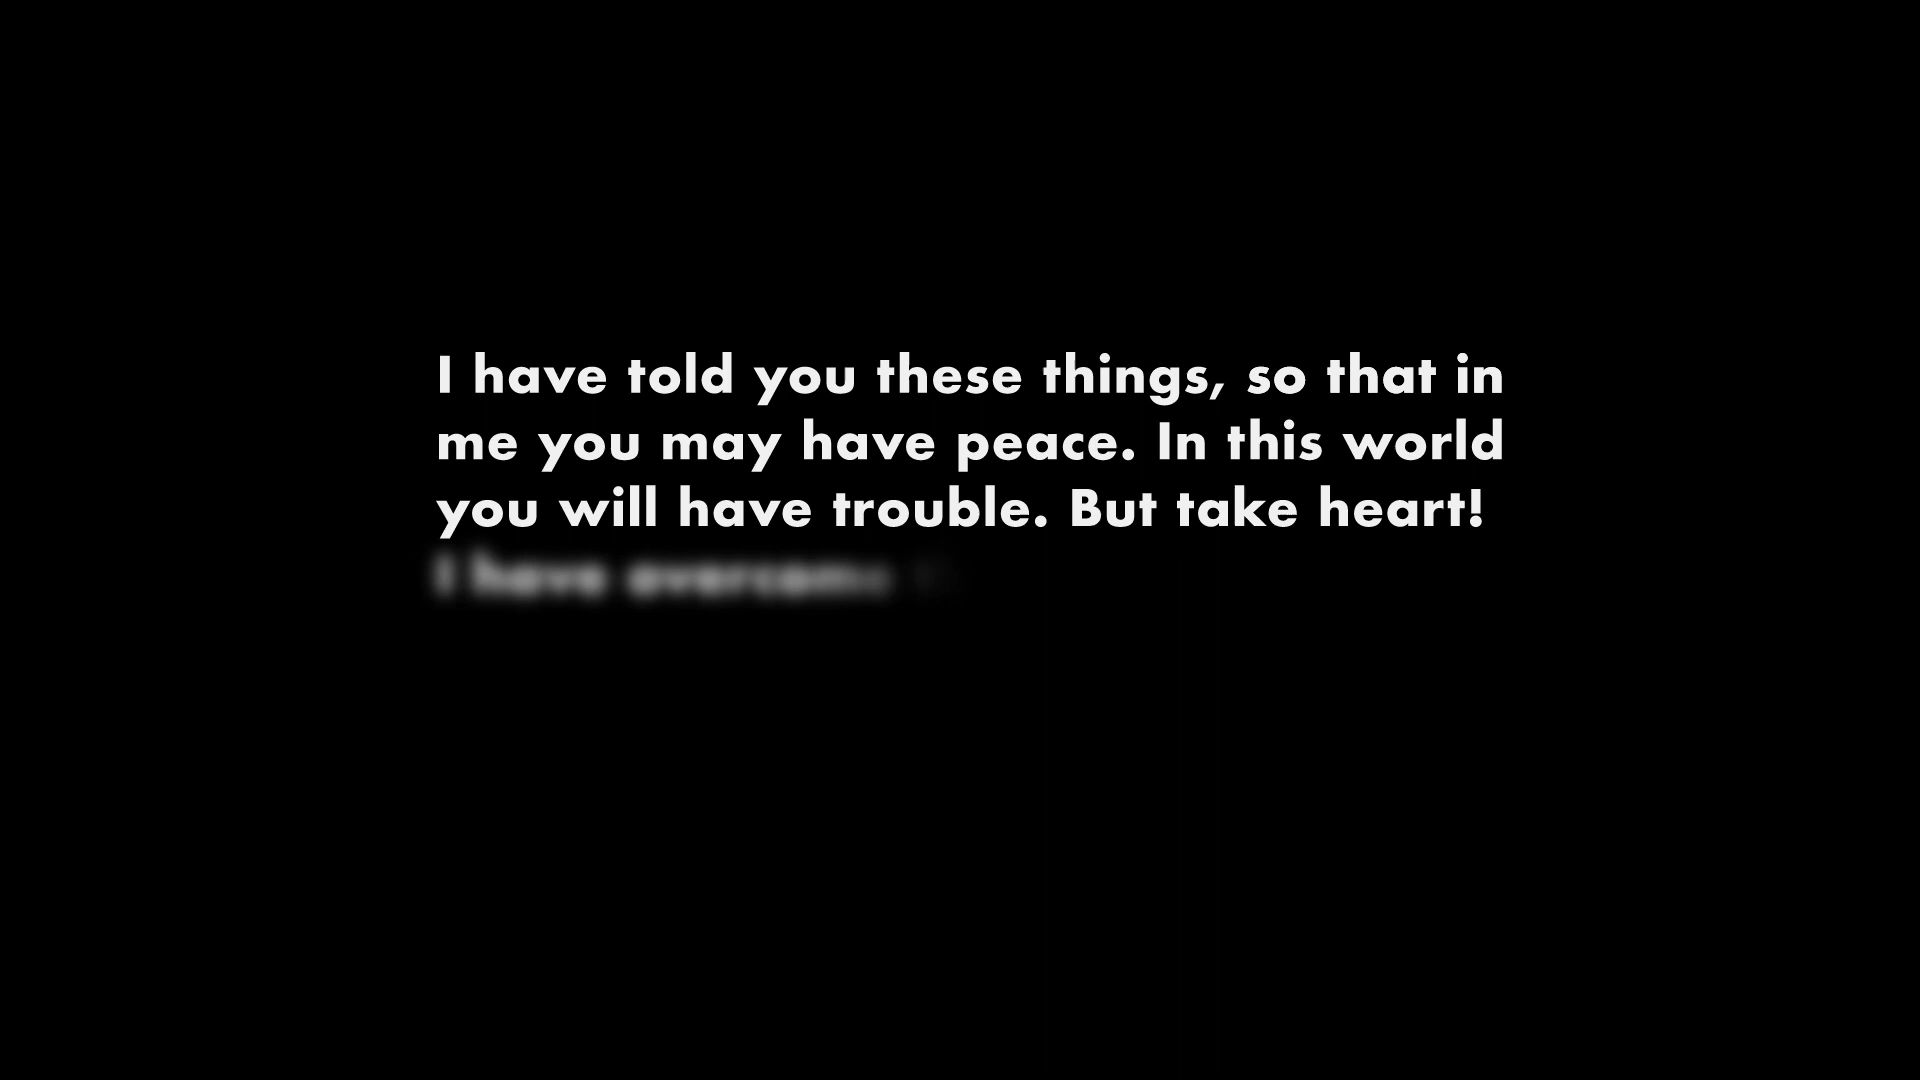 I have told you these things, so that in
me you may have peace. In this world
you will have trouble. But take heart!
I have overcome